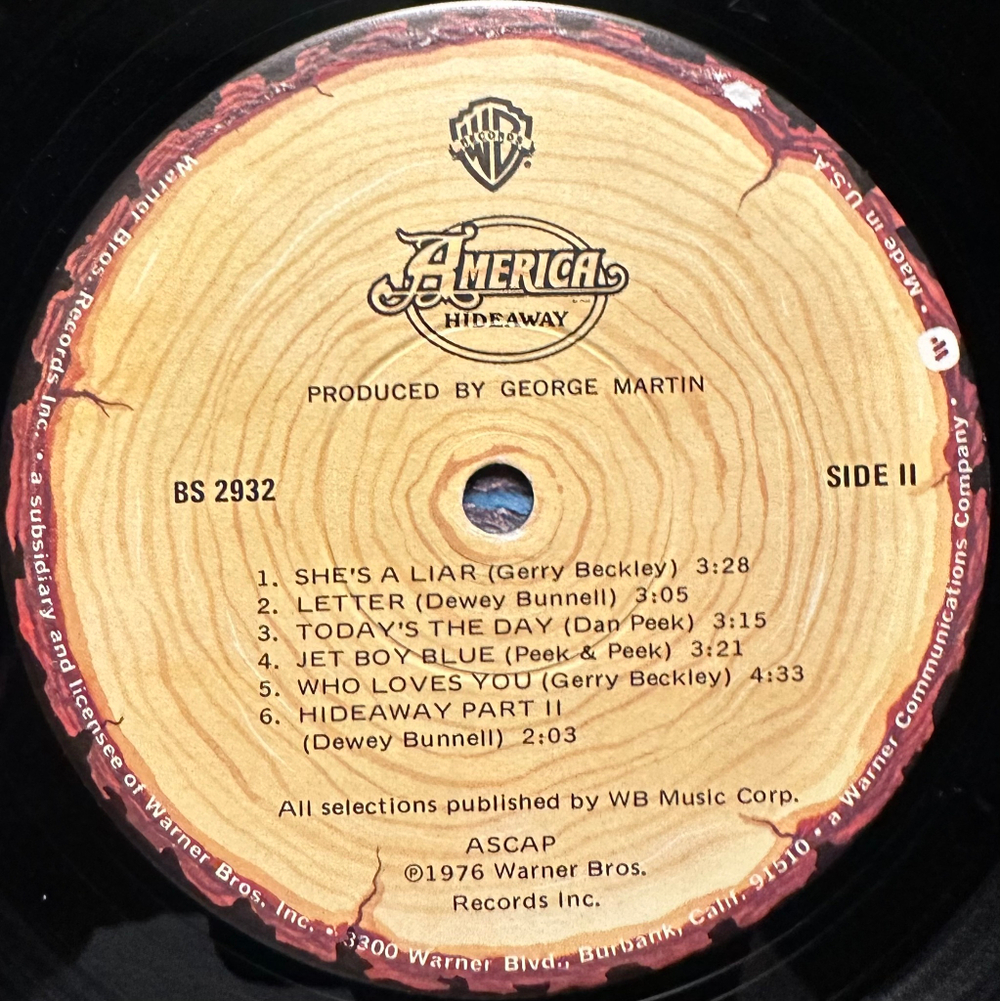 WB
RECORDS
®
AMERICA
HIDEAWAY
PRODUCED BY GEORGE MARTIN
BS 2932
SIDE II
1. SHE'S A LIAR (Gerry Beckley) 3:28
2. LETTER (Dewey Bunnell) 3:05
3. TODAY'S THE DAY (Dan Peek) 3:15
4. JET BOY BLUE (Peek & Peek) 3:21
5. WHO LOVES YOU (Gerry Beckley) 4:33
6. HIDEAWAY PART II
(Dewey Bunnell) 2:03
All selections published by WB Music Corp.
ASCAP
℗1976 Warner Bros.
Records Inc.
Warner Bros. Records Inc. • a subsidiary and licensee of Warner Bros. Inc. • 3300 Warner Blvd., Burbank, Calif. 91510 • a Warner Communications Company • • Made in U.S.A.